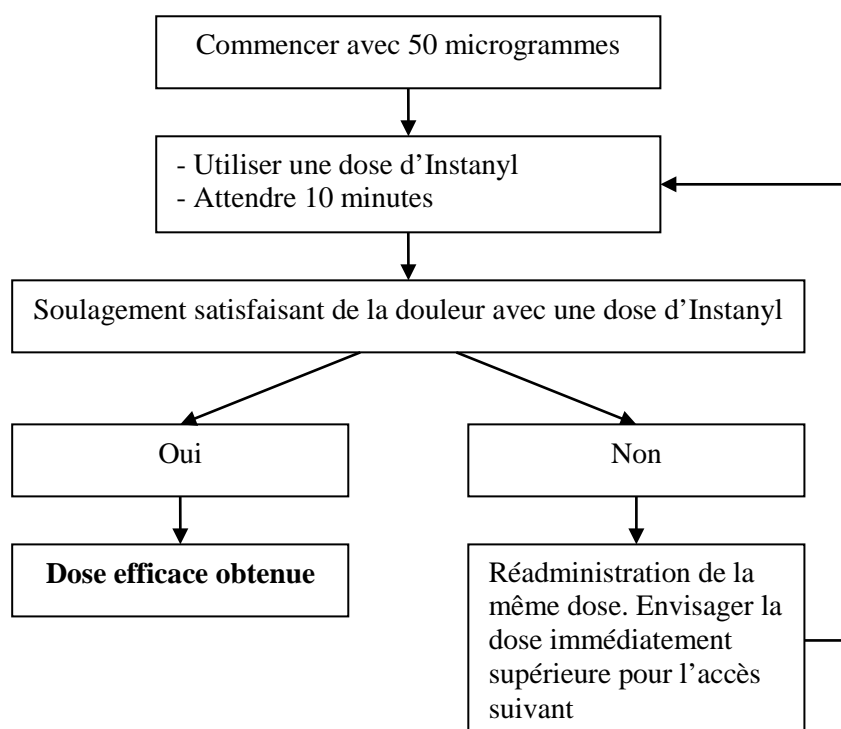 Commencer avec 50 microgrammes
- Utiliser une dose d’Instanyl
- Attendre 10 minutes
Soulagement satisfaisant de la douleur avec une dose d’Instanyl
Oui
Non
Dose efficace obtenue
Réadministration de la
même dose. Envisager la
dose immédiatement
supérieure pour l’accès
suivant